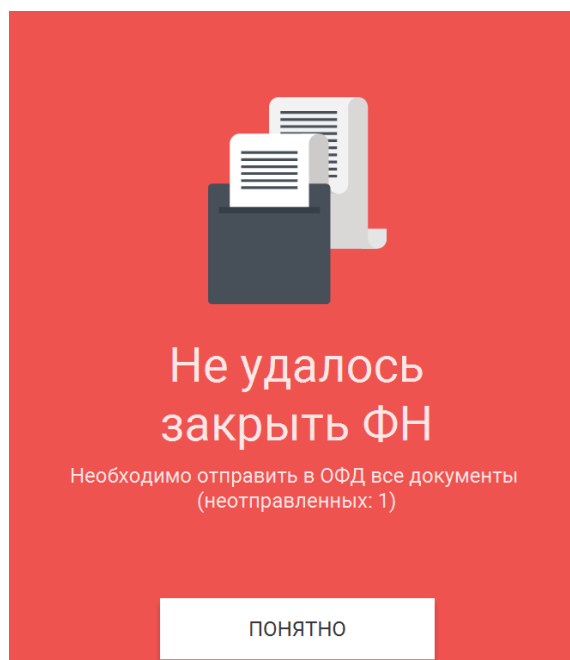 Не удалось
закрыть ФН
Необходимо отправить в ОФД все документы
(неотправленных: 1)
ПОНЯТНО